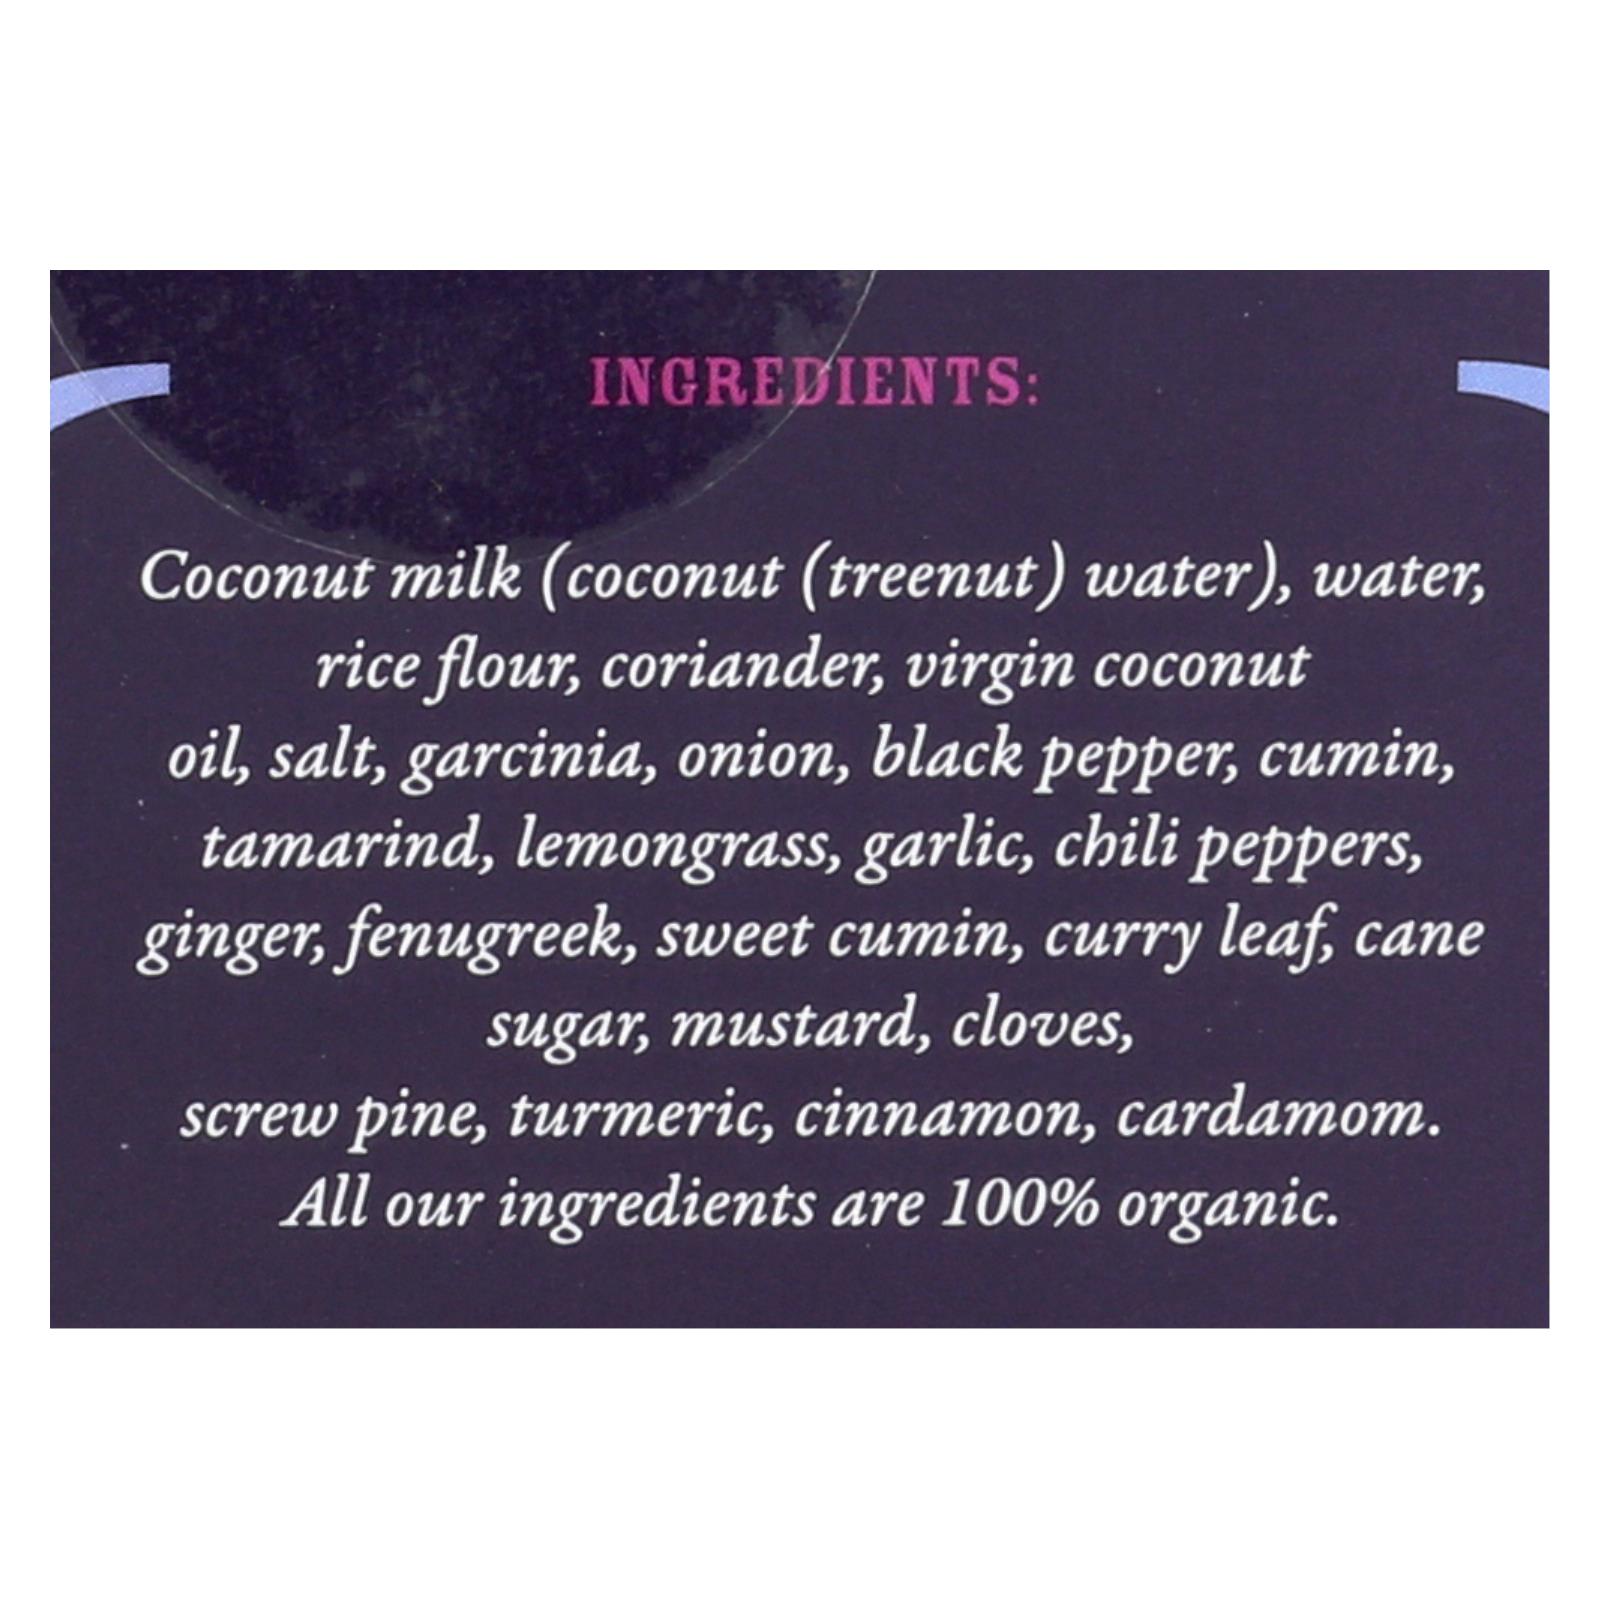 INGREDIENTS:
Coconut milk (coconut (treenut) water), water,
rice flour, coriander, virgin coconut
oil, salt, garcinia, onion, black pepper, cumin,
tamarind, lemongrass, garlic, chili peppers,
ginger, fenugreek, sweet cumin, curry leaf, cane
sugar, mustard, cloves,
screw pine, turmeric, cinnamon, cardamom.
All our ingredients are 100% organic.